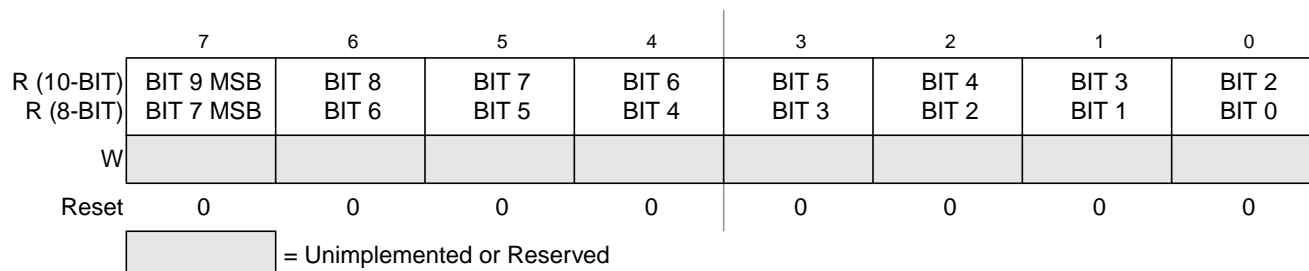 7 6 5 4 3 2 1 0
R (10-BIT) BIT 9 MSB BIT 8 BIT 7 BIT 6 BIT 5 BIT 4 BIT 3 BIT 2
R (8-BIT) BIT 7 MSB BIT 6 BIT 5 BIT 4 BIT 3 BIT 2 BIT 1 BIT 0
W
Reset 0 0 0 0 0 0 0 0
= Unimplemented or Reserved